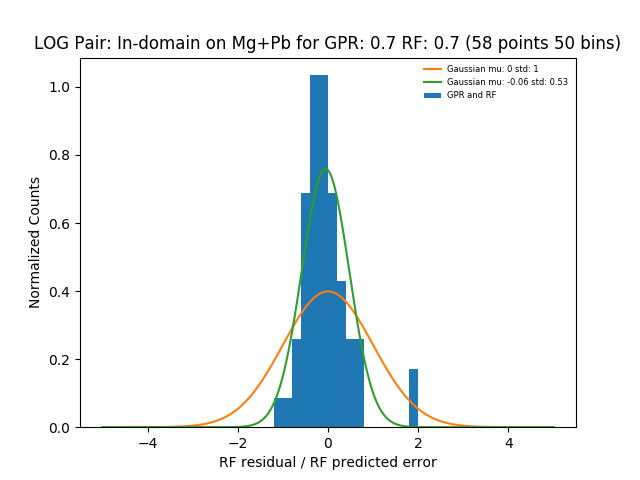 LOG Pair: In-domain on Mg+Pb for GPR: 0.7 RF: 0.7 (58 points 50 bins)
Gaussian mu: 0 std: 1
Gaussian mu: -0.06 std: 0.53
GPR and RF
Normalized Counts
1.0
0.8
0.6
0.4
0.2
0.0
−4 −2 0 2 4
RF residual / RF predicted error